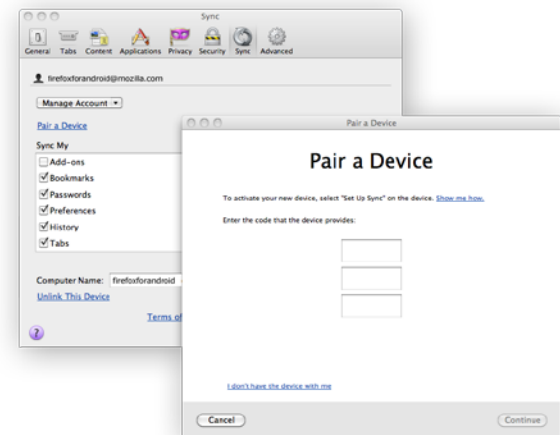 Sync
General Tabs Content Applications Privacy Security Sync Advanced
firefoxforandroid@mozilla.com
Manage Account
Pair a Device
Sync My
Add-ons
Bookmarks
Passwords
Preferences
History
Tabs
Computer Name: firefoxforandroid
Unlink This Device
Terms of
?
Pair a Device
Pair a Device
To activate your new device, select "Set Up Sync" on the device. Show me how.
Enter the code that the device provides:
I don't have the device with me
Cancel
Continue